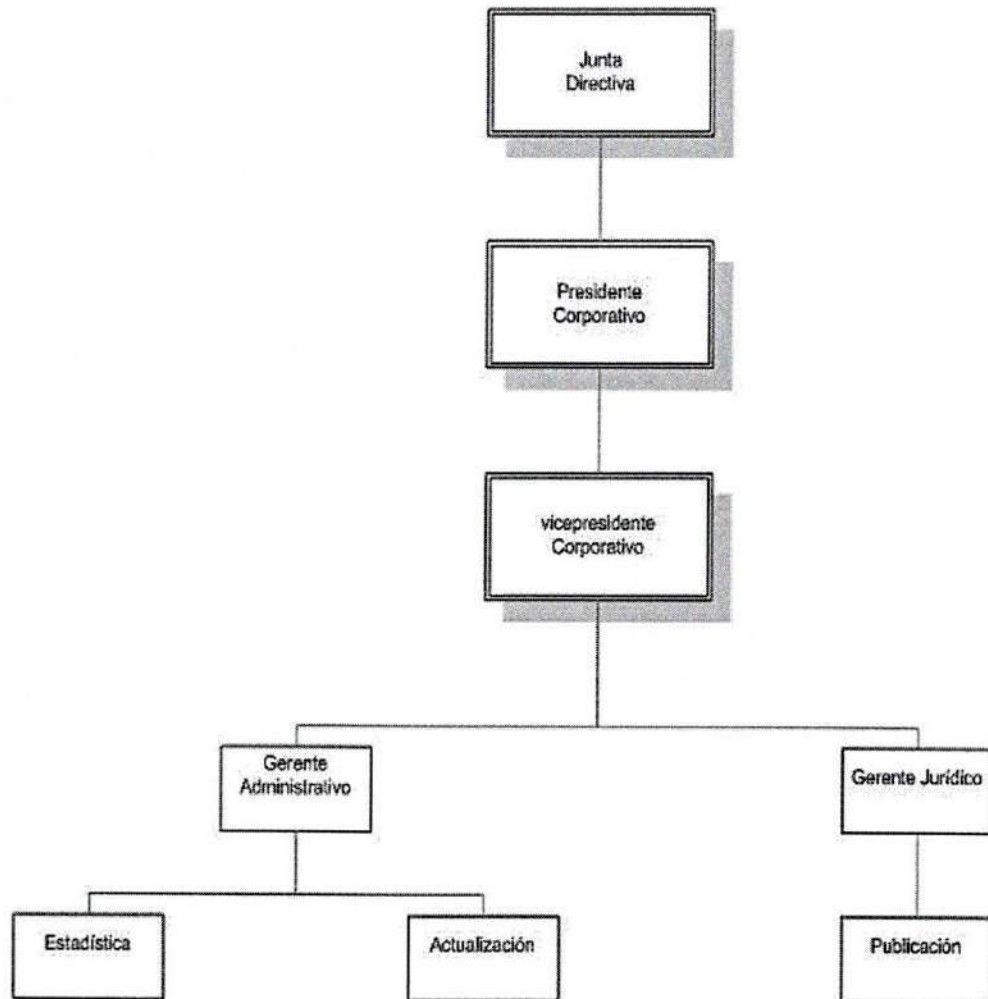 Junta
Directiva
Presidente
Corporativo
vicepresidente
Corporativo
Gerente
Administrativo
Gerente Jurídico
Estadística
Actualización
Publicación